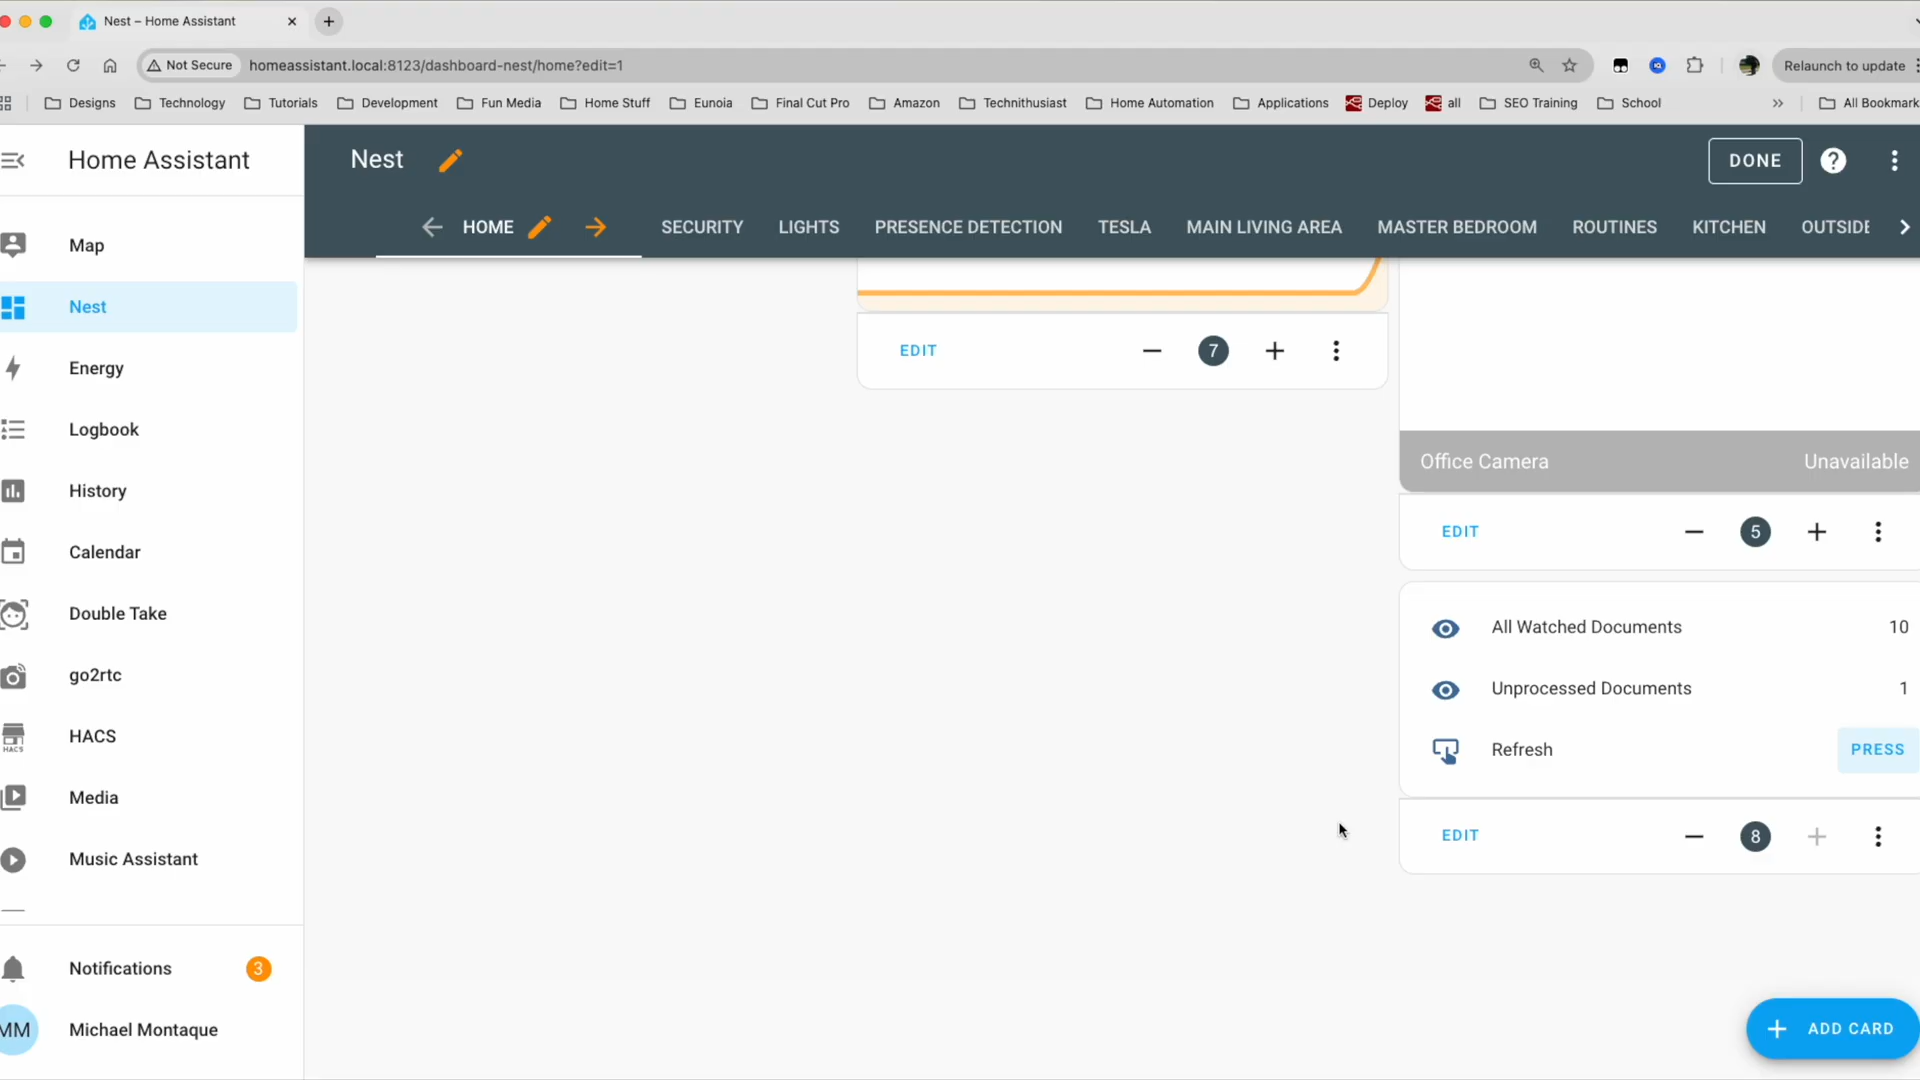 Nest – Home Assistant
Not Secure
homeassistant.local:8123/dashboard-nest/home?edit=1
Relaunch to update
Designs
Technology
Tutorials
Development
Fun Media
Home Stuff
Eunoia
Final Cut Pro
Amazon
Technithusiast
Home Automation
Applications
Deploy
all
SEO Training
School
All Bookmark
Home Assistant
Nest
DONE
HOME
SECURITY
LIGHTS
PRESENCE DETECTION
TESLA
MAIN LIVING AREA
MASTER BEDROOM
ROUTINES
KITCHEN
OUTSIDE
Map
Nest
Energy
Logbook
History
Calendar
Double Take
go2rtc
HACS
HACS
Media
Music Assistant
Notifications
3
MM
Michael Montaque
EDIT
7
Office Camera
Unavailable
EDIT
5
All Watched Documents
10
Unprocessed Documents
1
Refresh
PRESS
EDIT
8
ADD CARD